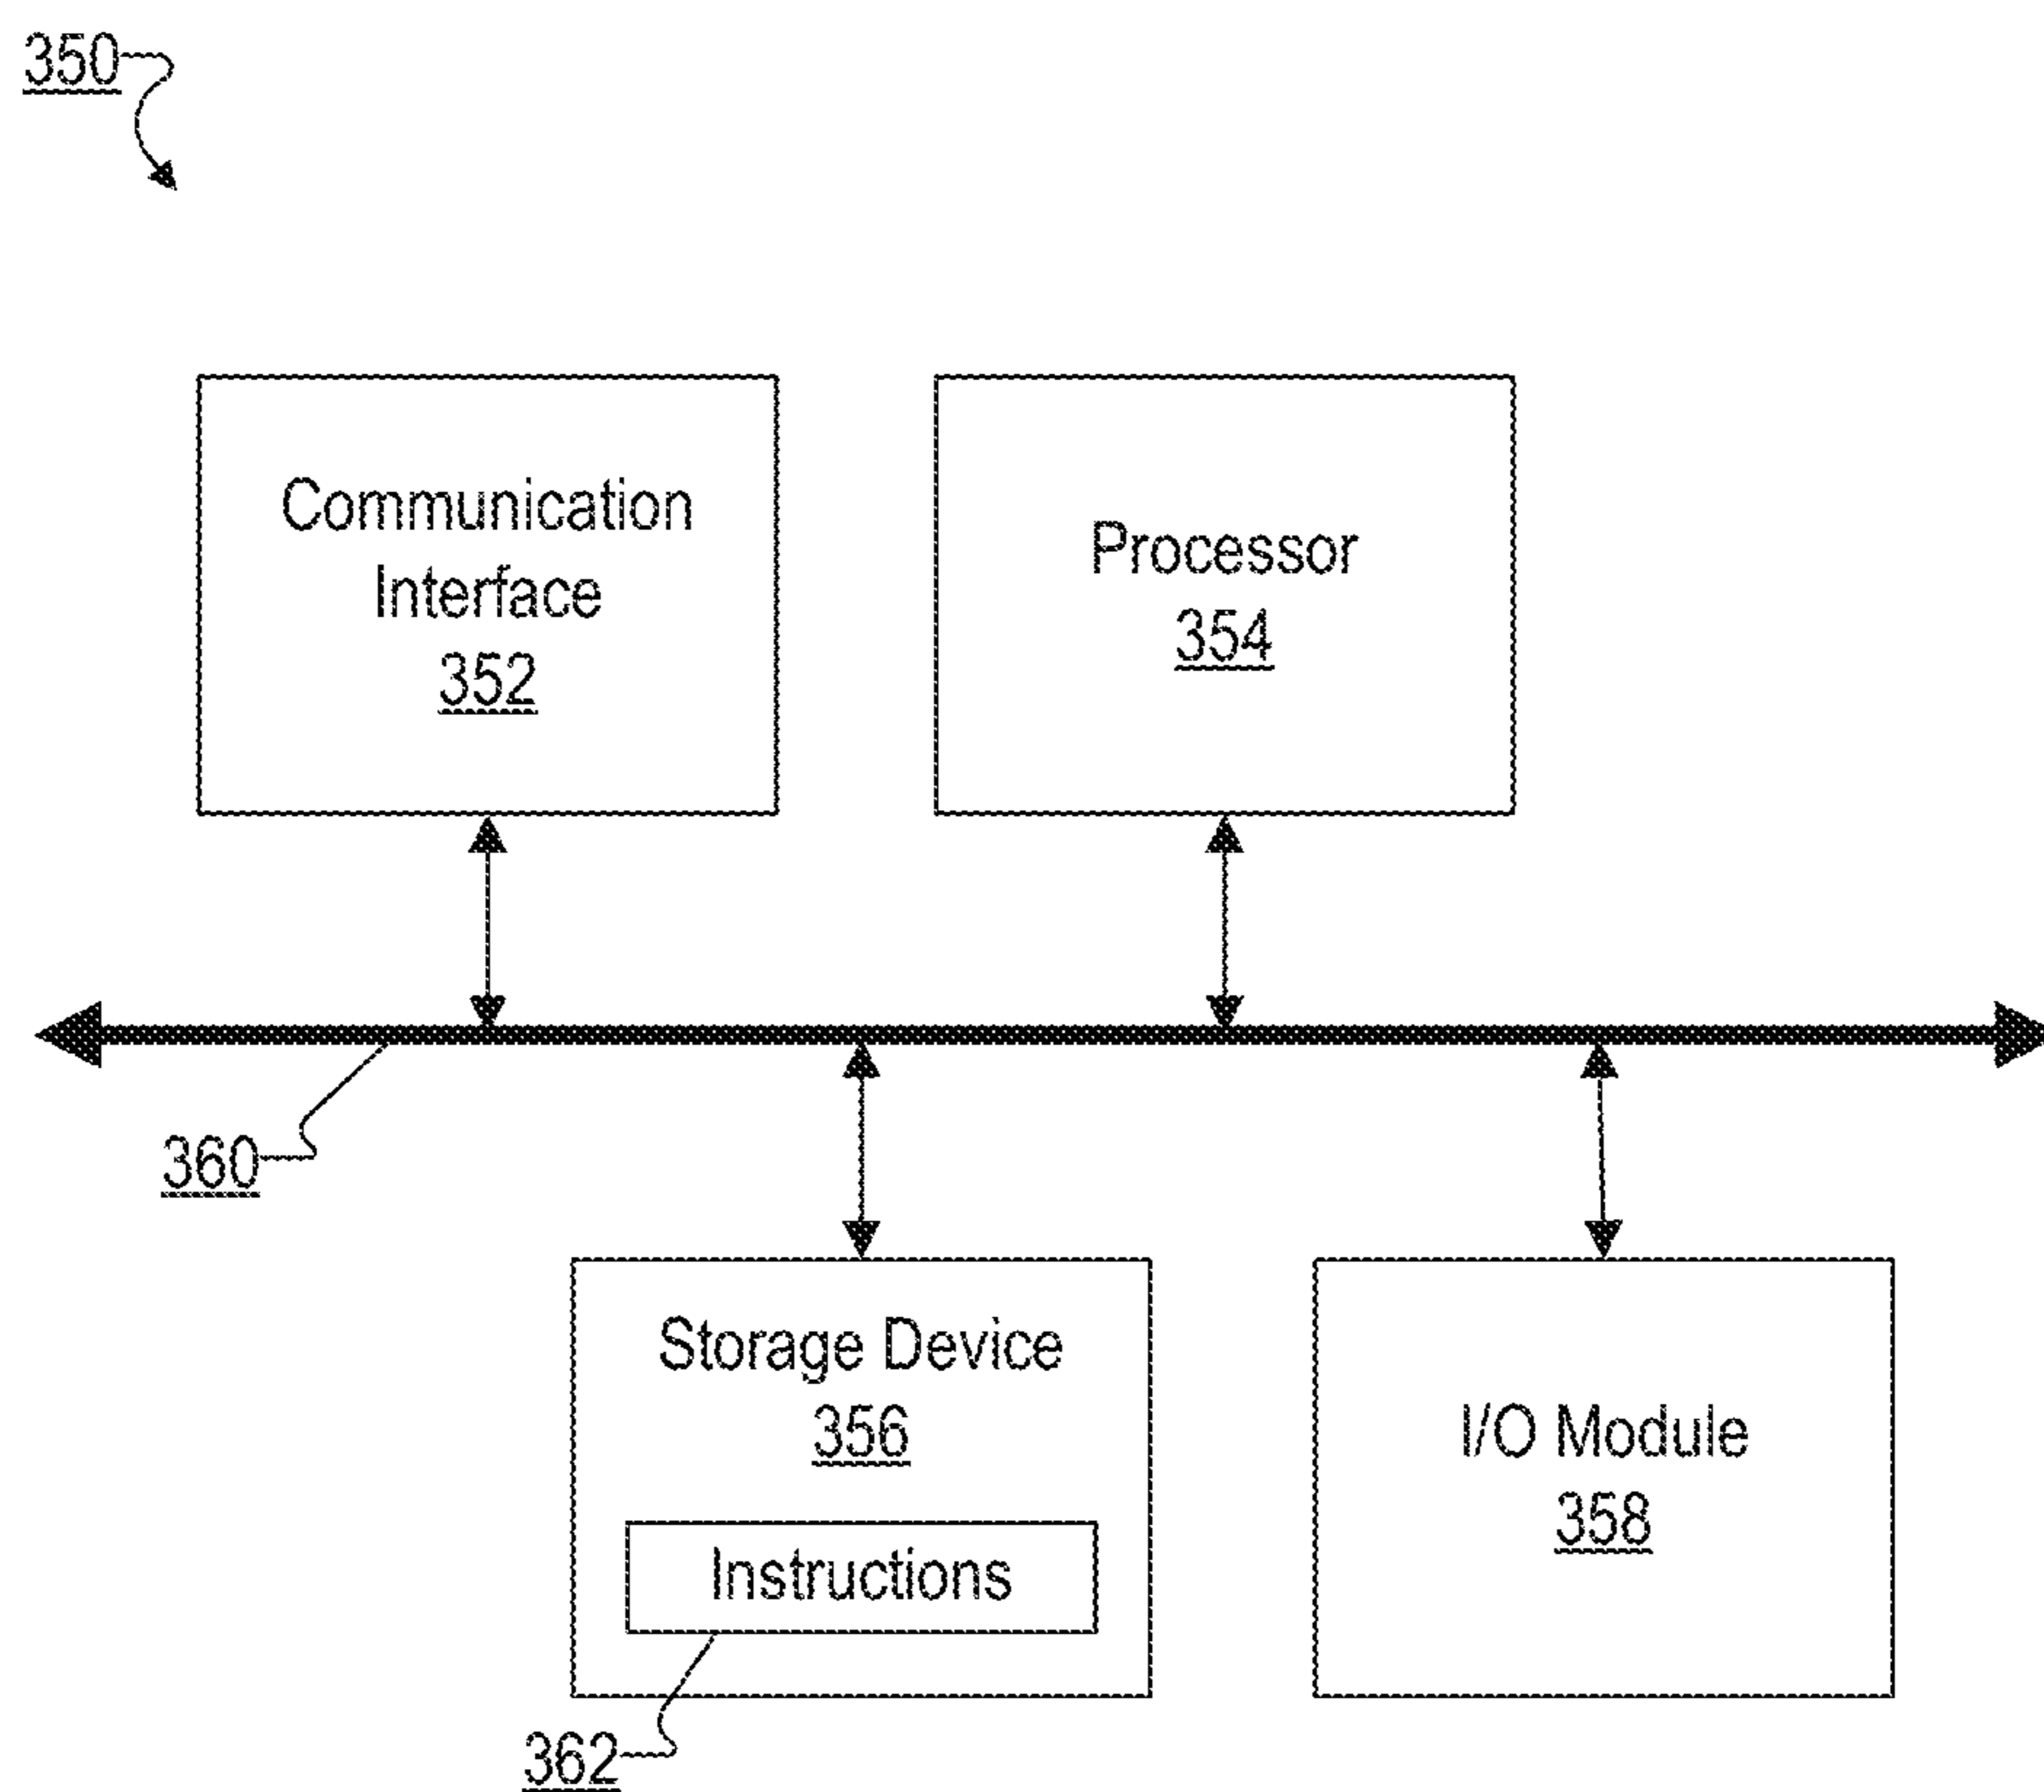 350
Communication
Interface
352
Processor
354
360
Storage Device
356
Instructions
362
I/O Module
358